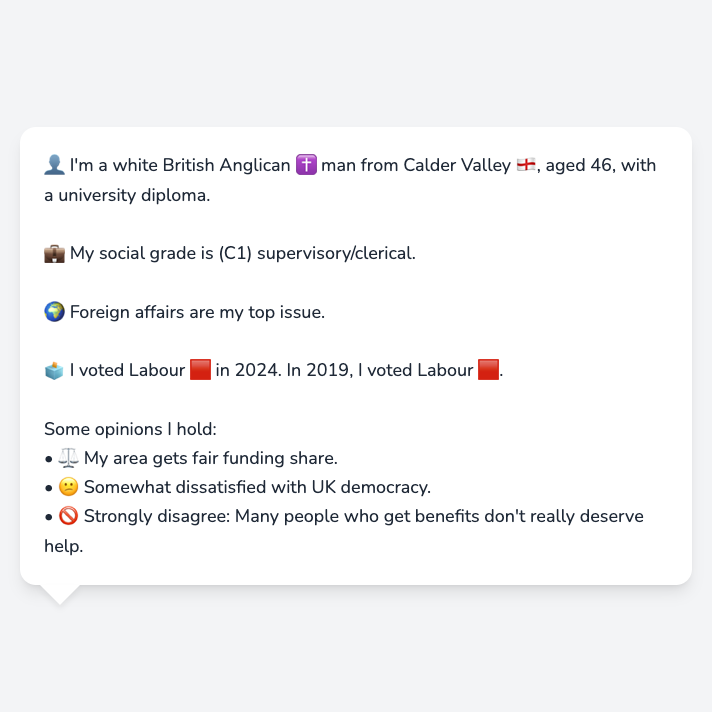 👤 I'm a white British Anglican ✝️ man from Calder Valley 🏴󠁧󠁢󠁥󠁮󠁧󠁿, aged 46, with
a university diploma.
💼 My social grade is (C1) supervisory/clerical.
🌍 Foreign affairs are my top issue.
🗳️ I voted Labour 🟥 in 2024. In 2019, I voted Labour 🟥.
Some opinions I hold:
• ⚖️ My area gets fair funding share.
• 😕 Somewhat dissatisfied with UK democracy.
• 🚫 Strongly disagree: Many people who get benefits don't really deserve
help.